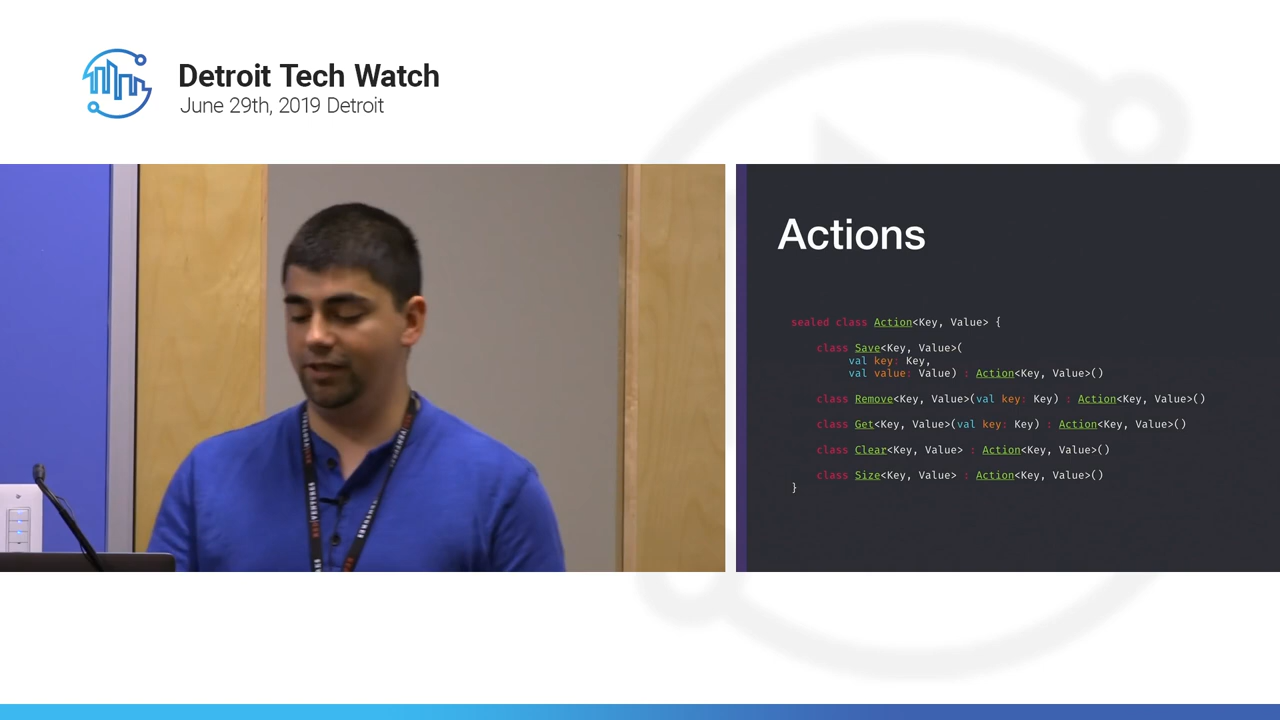 Detroit Tech Watch
June 29th, 2019 Detroit
Actions
sealed class Action<Key, Value> {
class Save<Key, Value>(
val key: Key,
val value: Value) : Action<Key, Value>()
class Remove<Key, Value>(val key: Key) : Action<Key, Value>()
class Get<Key, Value>(val key: Key) : Action<Key, Value>()
class Clear<Key, Value> : Action<Key, Value>()
class Size<Key, Value> : Action<Key, Value>()
}